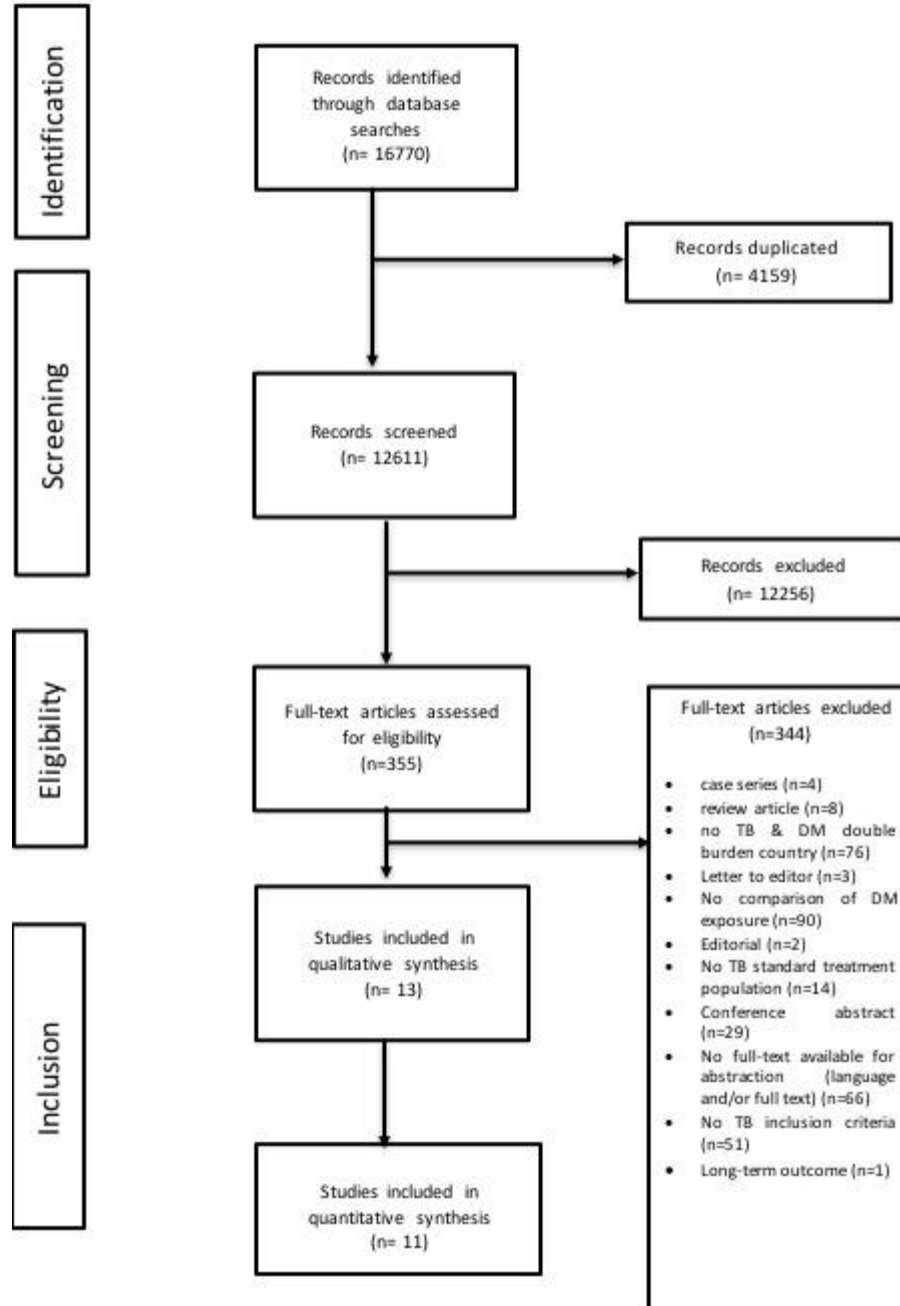 Identification
Records identified
through database
searches
(n= 16770)
Records duplicated
(n= 4159)
Screening
Records screened
(n= 12611)
Records excluded
(n= 12256)
Eligibility
Full-text articles assessed
for eligibility
(n=355)
Full-text articles excluded
(n=344)
• case series (n=4)
• review article (n=8)
• no TB & DM double
burden country (n=76)
• Letter to editor (n=3)
• No comparison of DM
exposure (n=90)
• Editorial (n=2)
• No TB standard treatment
population (n=14)
• Conference abstract
(n=29)
• No full-text available for
abstraction (language
and/or full text) (n=66)
• No TB inclusion criteria
(n=51)
• Long-term outcome (n=1)
Inclusion
Studies included in
qualitative synthesis
(n= 13)
Studies included in
quantitative synthesis
(n= 11)